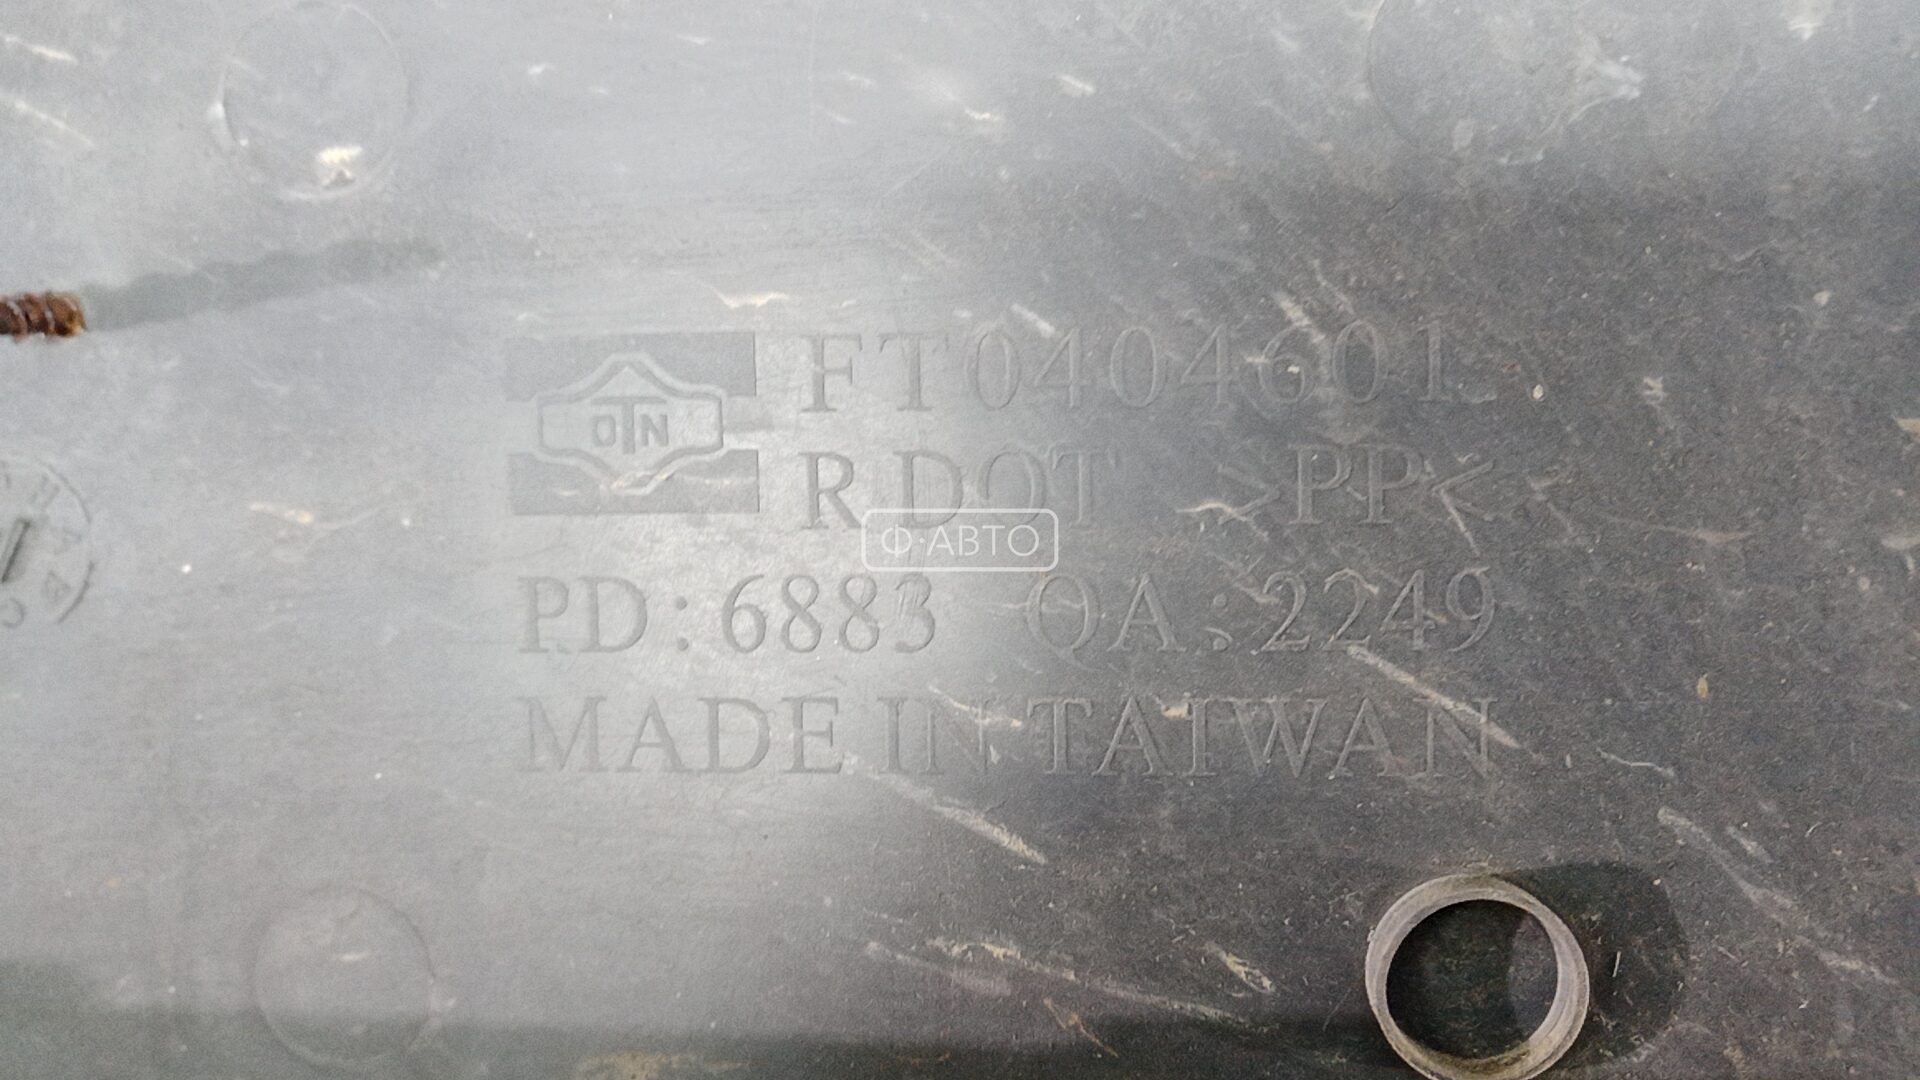 FT0404601
OTN
R DOT >PP<
Ф·АВТО
PD: 6883 QA: 2249
MADE IN TAIWAN